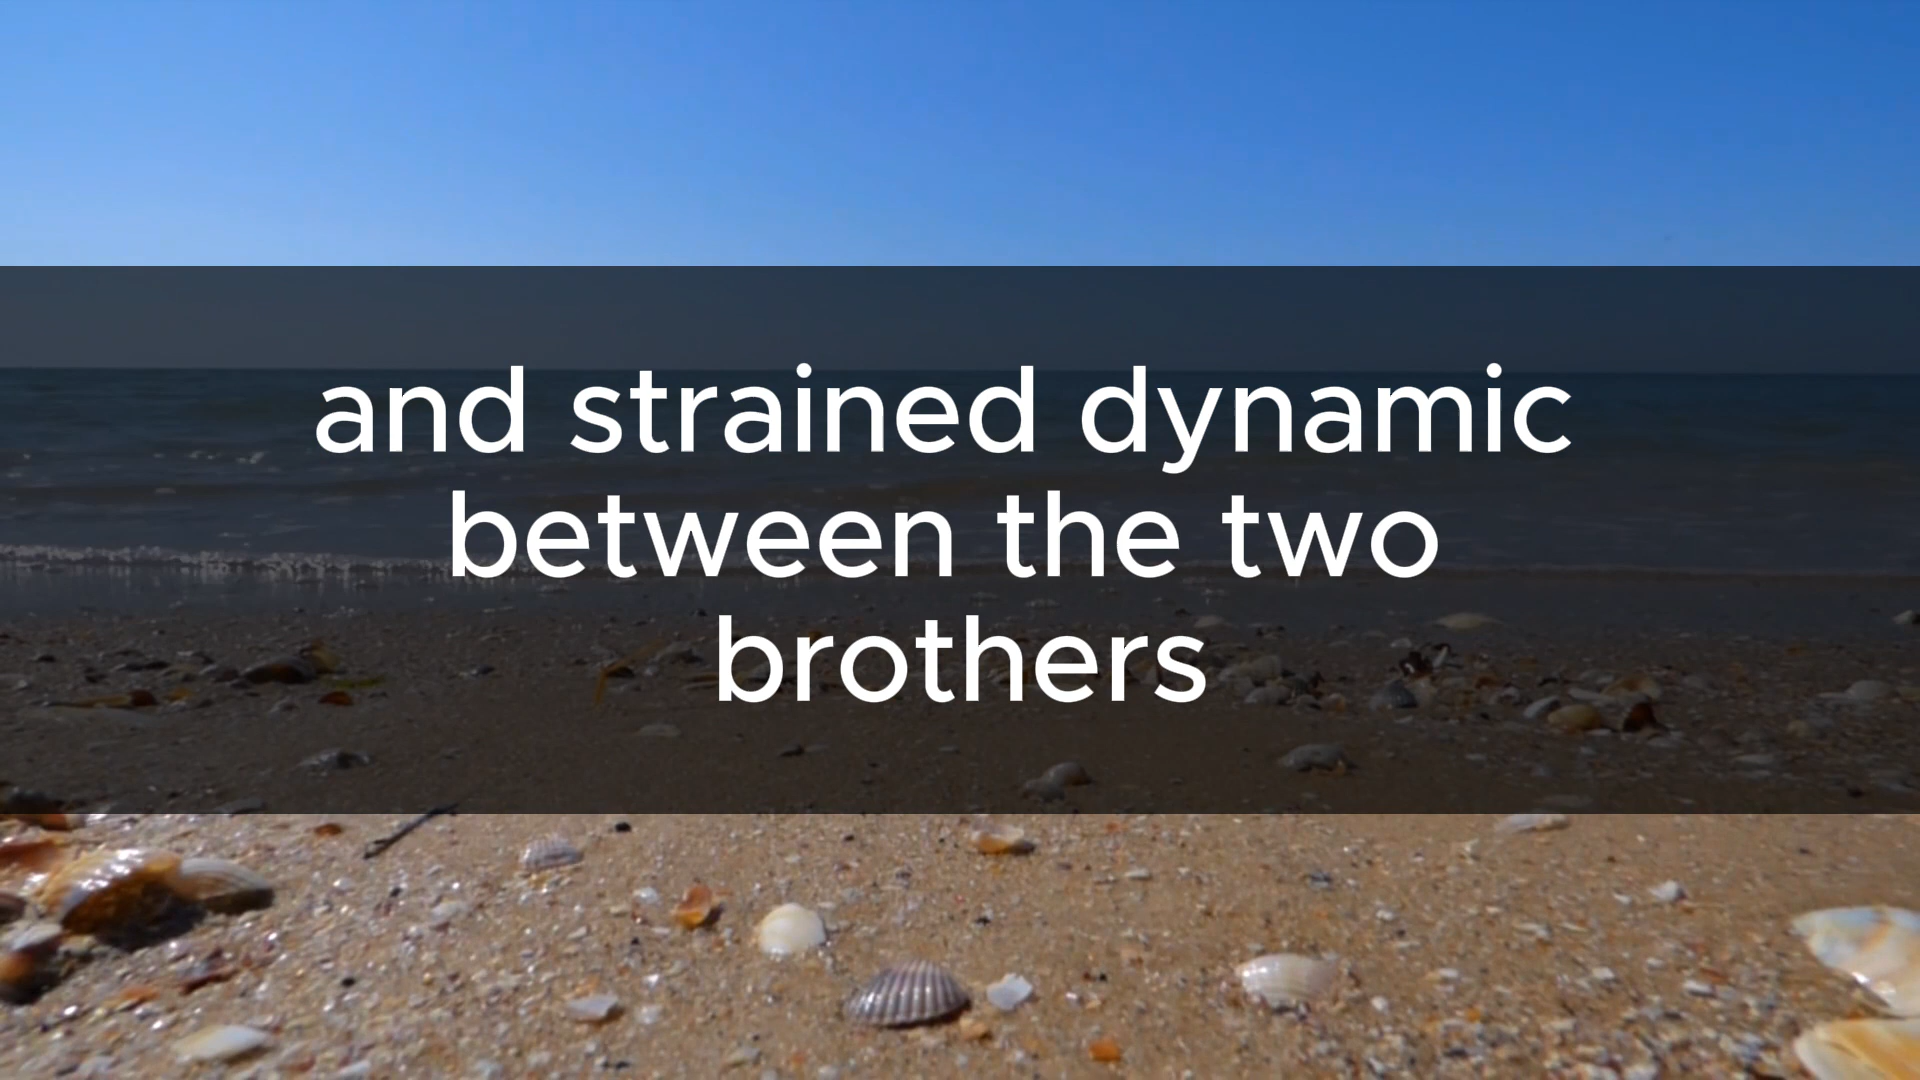 and strained dynamic
between the two
brothers